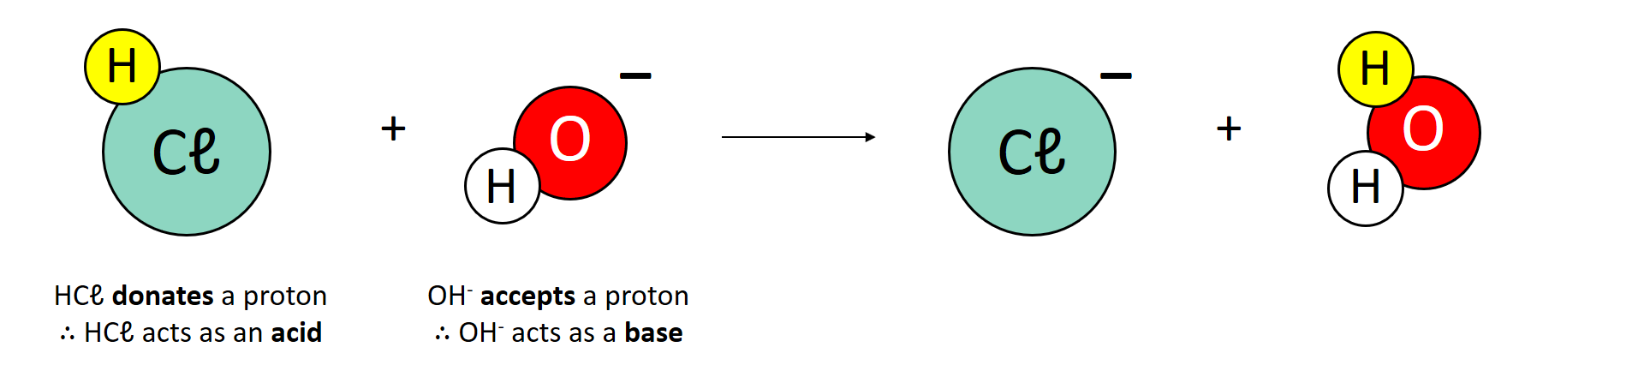 H
Cℓ
+
H
O
−
Cℓ
−
+
H
H
O
HCℓ donates a proton
∴ HCℓ acts as an acid
OH⁻ accepts a proton
∴ OH⁻ acts as a base